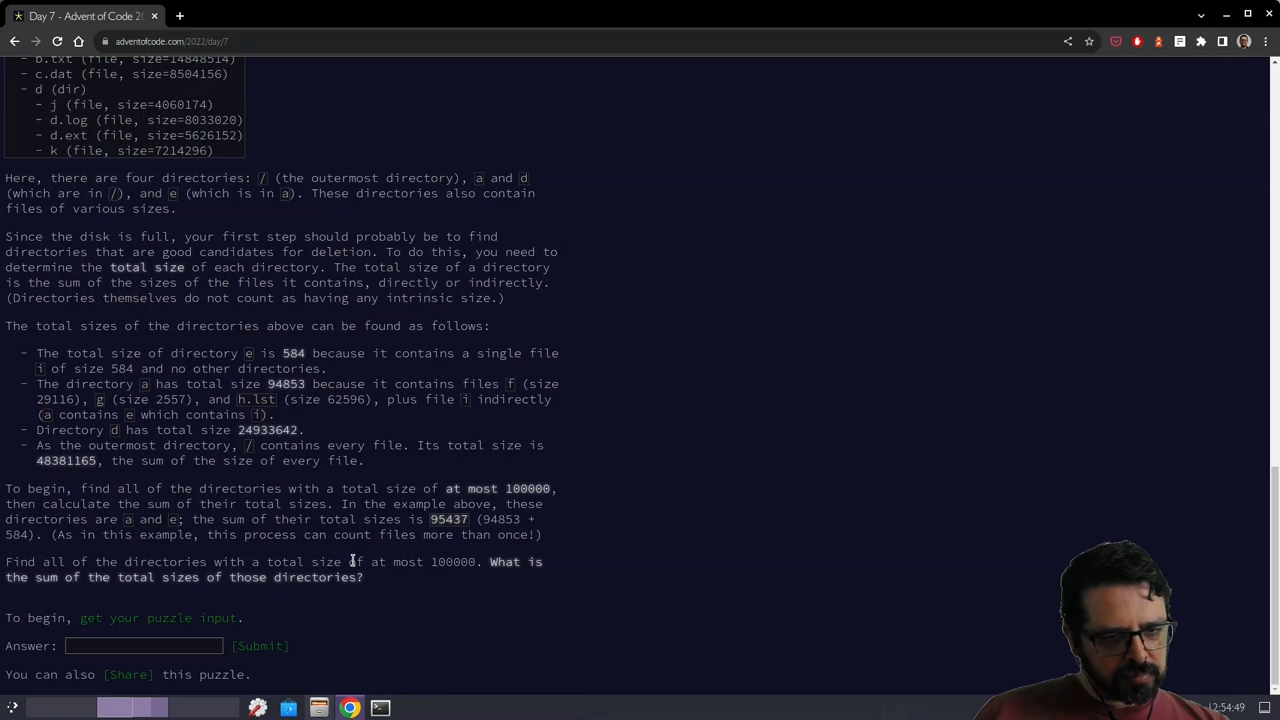 Day 7 - Advent of Code 20
adventofcode.com/2022/day/7
- b.txt (file, size=14848514)
- c.dat (file, size=8504156)
- d (dir)
- j (file, size=4060174)
- d.log (file, size=8033020)
- d.ext (file, size=5626152)
- k (file, size=7214296)
Here, there are four directories: / (the outermost directory), a and d
(which are in /), and e (which is in a). These directories also contain
files of various sizes.
Since the disk is full, your first step should probably be to find
directories that are good candidates for deletion. To do this, you need to
determine the total size of each directory. The total size of a directory
is the sum of the sizes of the files it contains, directly or indirectly.
(Directories themselves do not count as having any intrinsic size.)
The total sizes of the directories above can be found as follows:
- The total size of directory e is 584 because it contains a single file
i of size 584 and no other directories.
- The directory a has total size 94853 because it contains files f (size
29116), g (size 2557), and h.lst (size 62596), plus file i indirectly
(a contains e which contains i).
- Directory d has total size 24933642.
- As the outermost directory, / contains every file. Its total size is
48381165, the sum of the size of every file.
To begin, find all of the directories with a total size of at most 100000,
then calculate the sum of their total sizes. In the example above, these
directories are a and e; the sum of their total sizes is 95437 (94853 +
584). (As in this example, this process can count files more than once!)
Find all of the directories with a total size of at most 100000. What is
the sum of the total sizes of those directories?
To begin, get your puzzle input.
Answer: [Submit]
You can also [Share] this puzzle.
12:54:49